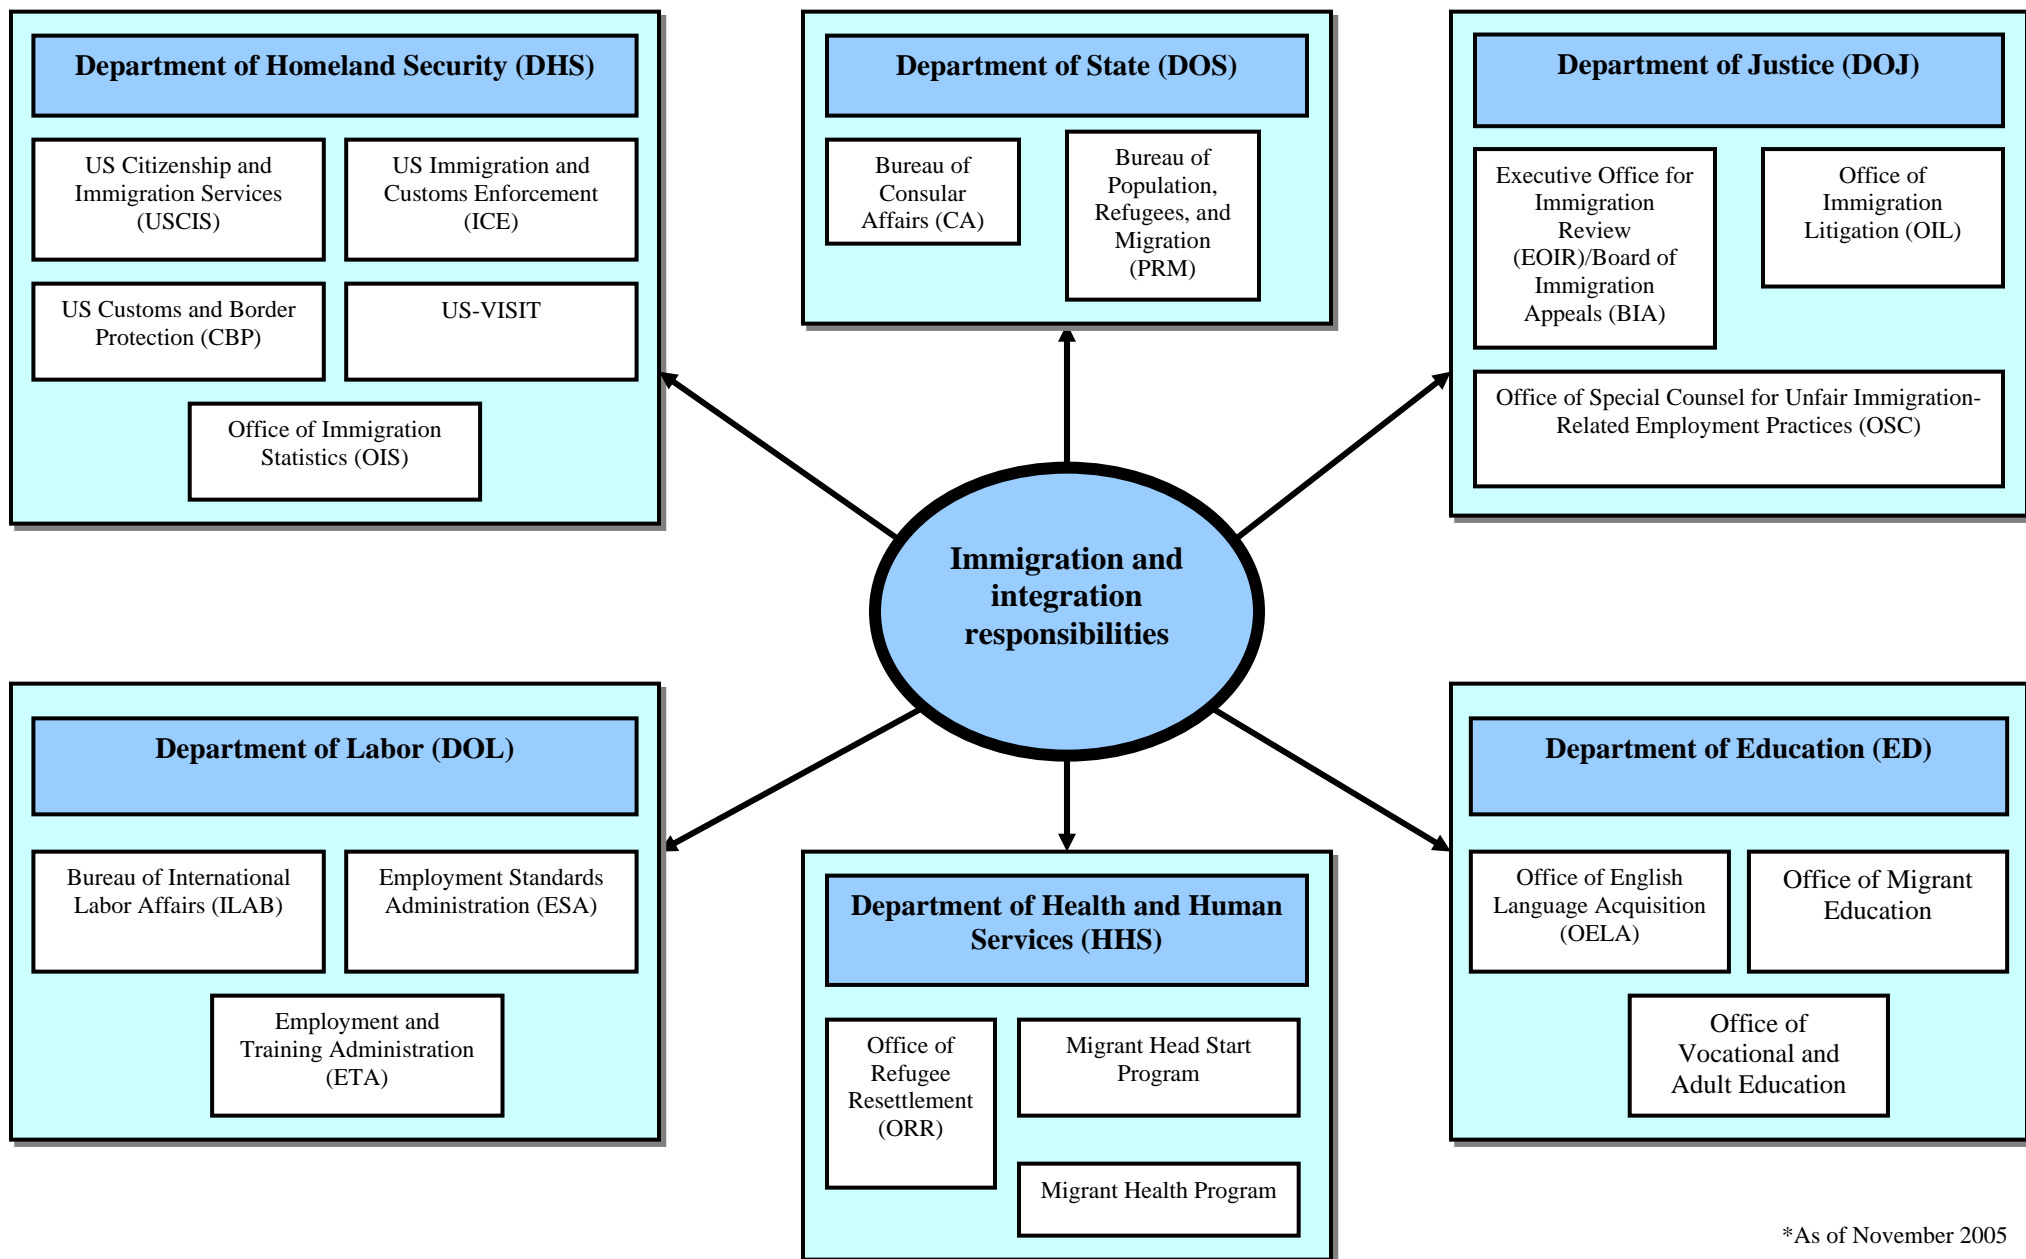 Department of Homeland Security (DHS)
US Citizenship and
Immigration Services
(USCIS)
US Immigration and
Customs Enforcement
(ICE)
US Customs and Border
Protection (CBP)
US-VISIT
Office of Immigration
Statistics (OIS)
Department of State (DOS)
Bureau of
Consular
Affairs (CA)
Bureau of
Population,
Refugees, and
Migration
(PRM)
Department of Justice (DOJ)
Executive Office for
Immigration
Review
(EOIR)/Board of
Immigration
Appeals (BIA)
Office of
Immigration
Litigation (OIL)
Office of Special Counsel for Unfair Immigration-
Related Employment Practices (OSC)
Immigration and
integration
responsibilities
Department of Labor (DOL)
Bureau of International
Labor Affairs (ILAB)
Employment Standards
Administration (ESA)
Employment and
Training Administration
(ETA)
Department of Health and Human
Services (HHS)
Office of
Refugee
Resettlement
(ORR)
Migrant Head Start
Program
Migrant Health Program
Department of Education (ED)
Office of English
Language Acquisition
(OELA)
Office of Migrant
Education
Office of
Vocational and
Adult Education
*As of November 2005